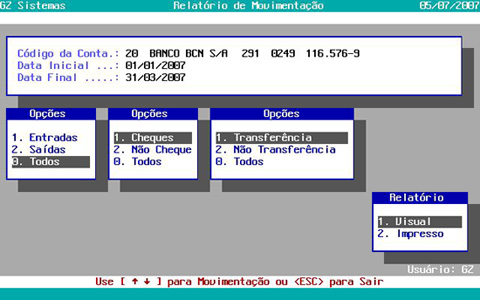 GZ Sistemas Relatório de Movimentação 05/07/2007
Código da Conta.: 20 BANCO BCN S/A 291 0249 116.576-9
Data Inicial ...: 01/01/2007
Data Final .....: 31/03/2007
Opções Opções Opções
1. Entradas 1. Cheques 1. Transferência
2. Saídas 2. Não Cheque 2. Não Transferência
0. Todos 0. Todos 0. Todos
Relatório
1. Visual
2. Impresso
Usuário: GZ
Use [ ↑ ↓ ] para Movimentação ou <ESC> para Sair